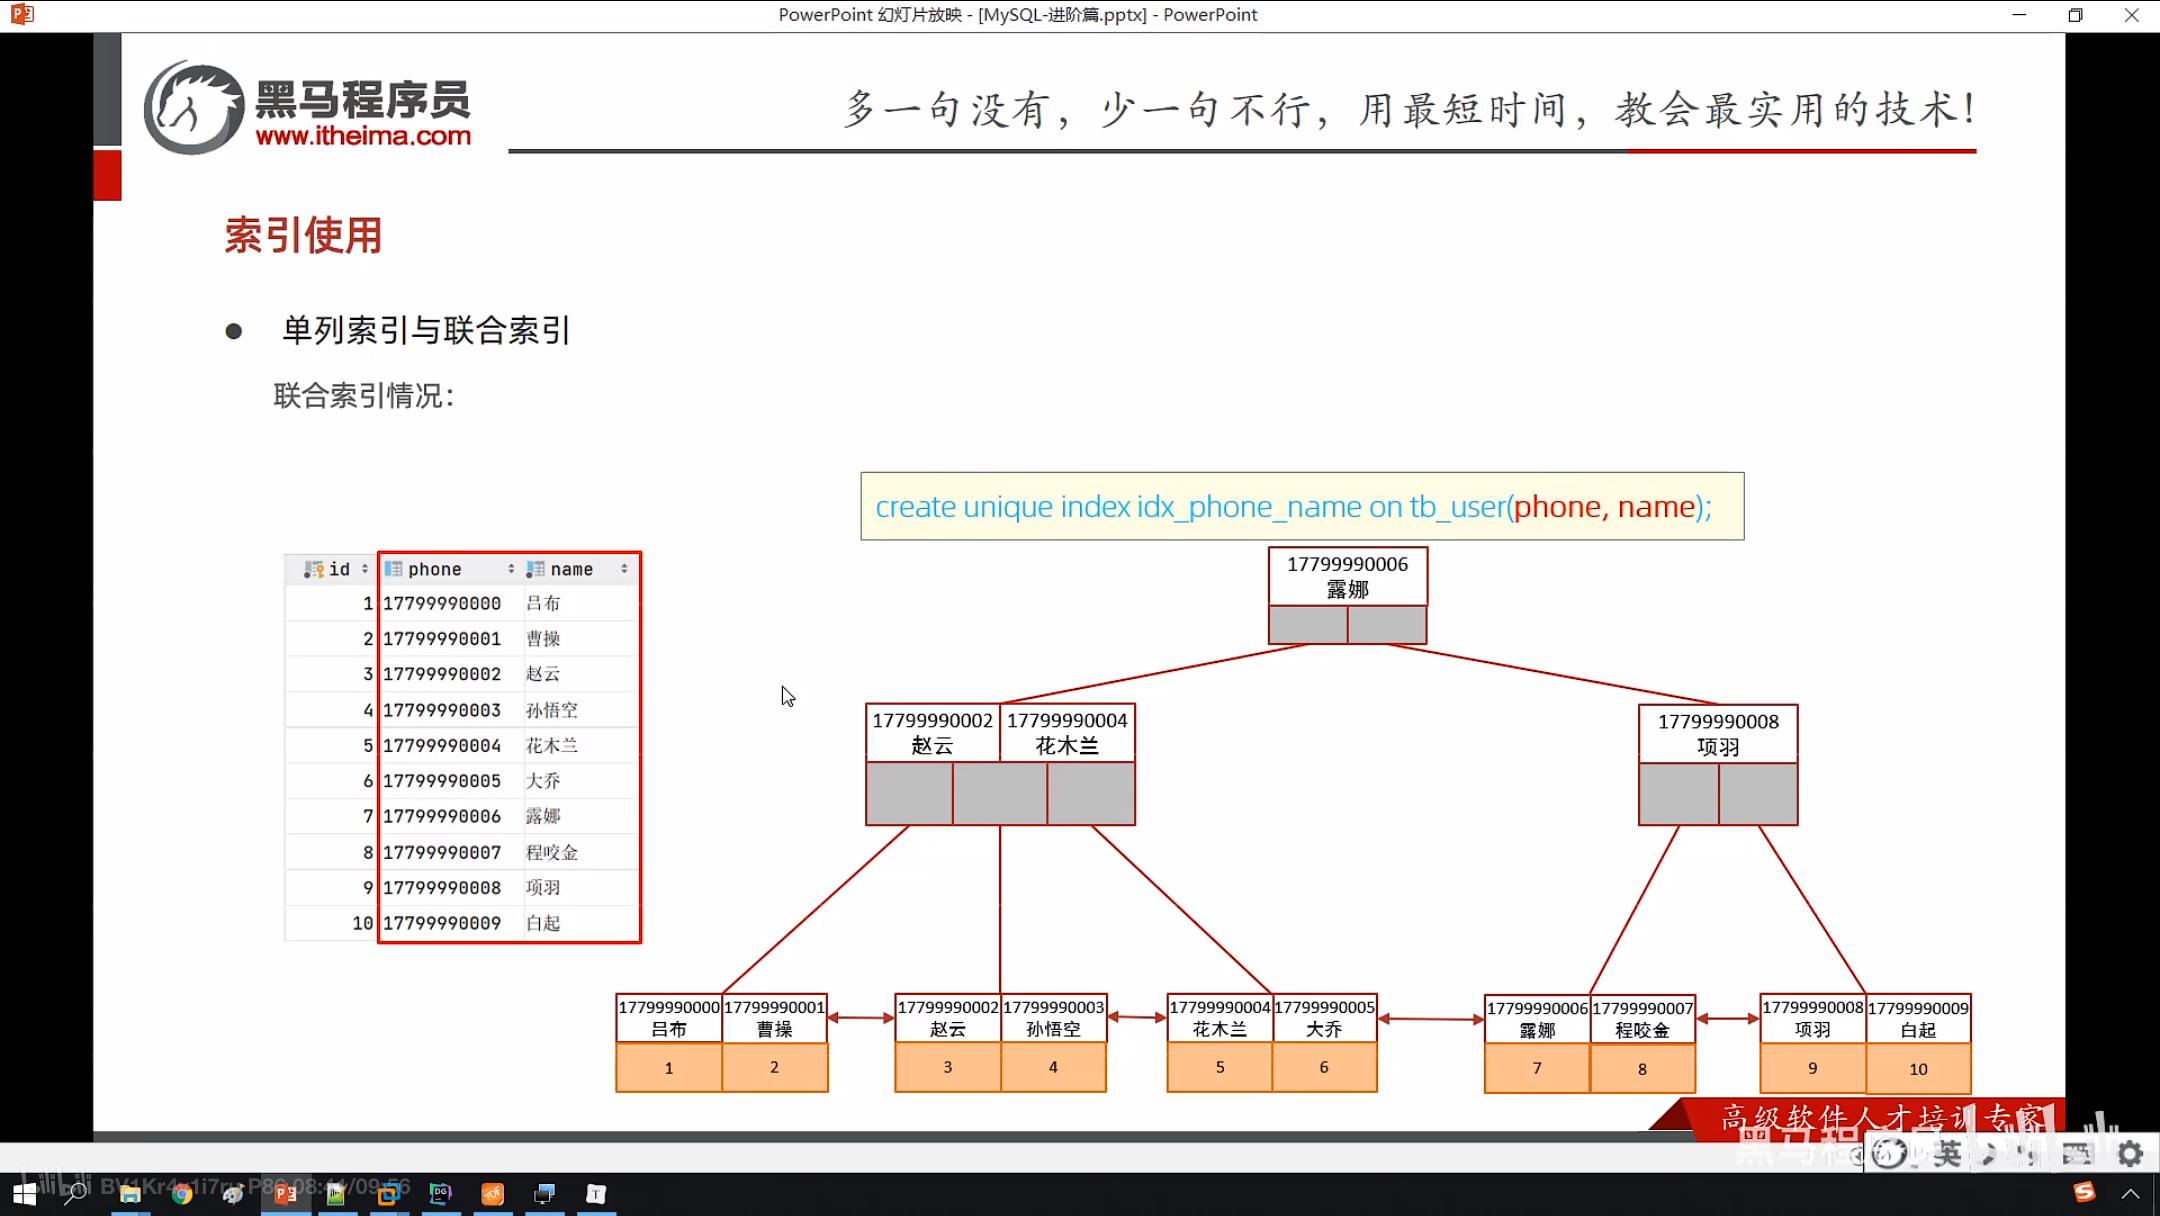 PowerPoint 幻灯片放映 - [MySQL-进阶篇.pptx] - PowerPoint
黑马程序员
www.itheima.com
多一句没有，少一句不行，用最短时间，教会最实用的技术！
索引使用
● 单列索引与联合索引
联合索引情况：
create unique index idx_phone_name on tb_user(phone, name);
id phone name
1 17799990000 吕布
2 17799990001 曹操
3 17799990002 赵云
4 17799990003 孙悟空
5 17799990004 花木兰
6 17799990005 大乔
7 17799990006 露娜
8 17799990007 程咬金
9 17799990008 项羽
10 17799990009 白起
17799990006
露娜
17799990002 17799990004
赵云 花木兰
17799990008
项羽
17799990000 17799990001 17799990002 17799990003 17799990004 17799990005 17799990006 17799990007 17799990008 17799990009
吕布 曹操 赵云 孙悟空 花木兰 大乔 露娜 程咬金 项羽 白起
1 2 3 4 5 6 7 8 9 10
高级软件人才培训专家
黑马程序员
英